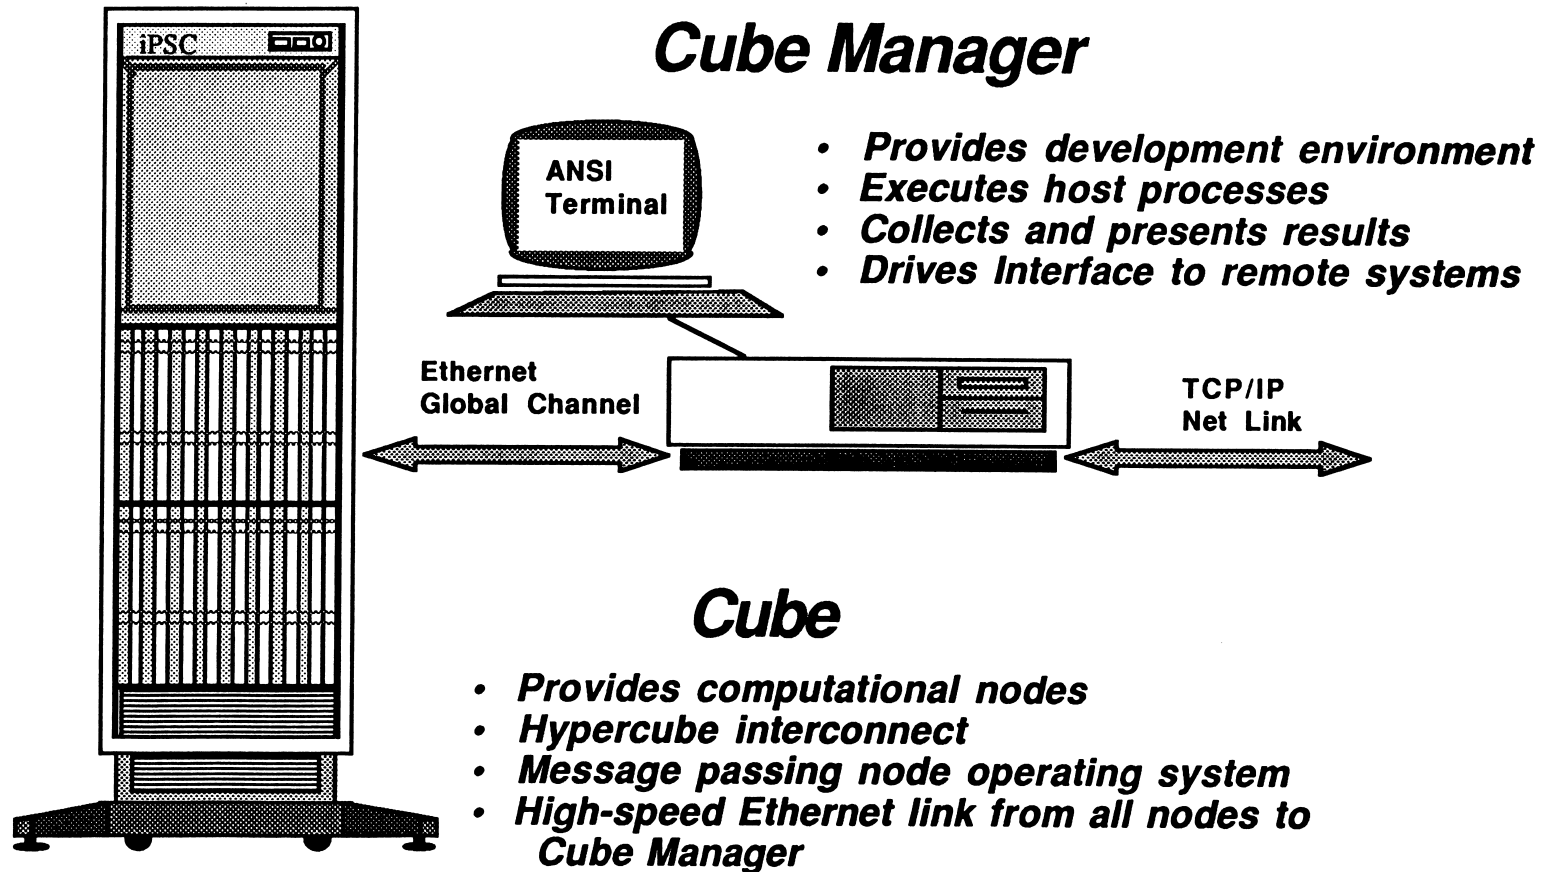 iPSC
Cube Manager
ANSI
Terminal
• Provides development environment
• Executes host processes
• Collects and presents results
• Drives Interface to remote systems
Ethernet
Global Channel
TCP/IP
Net Link
Cube
• Provides computational nodes
• Hypercube interconnect
• Message passing node operating system
• High-speed Ethernet link from all nodes to
Cube Manager